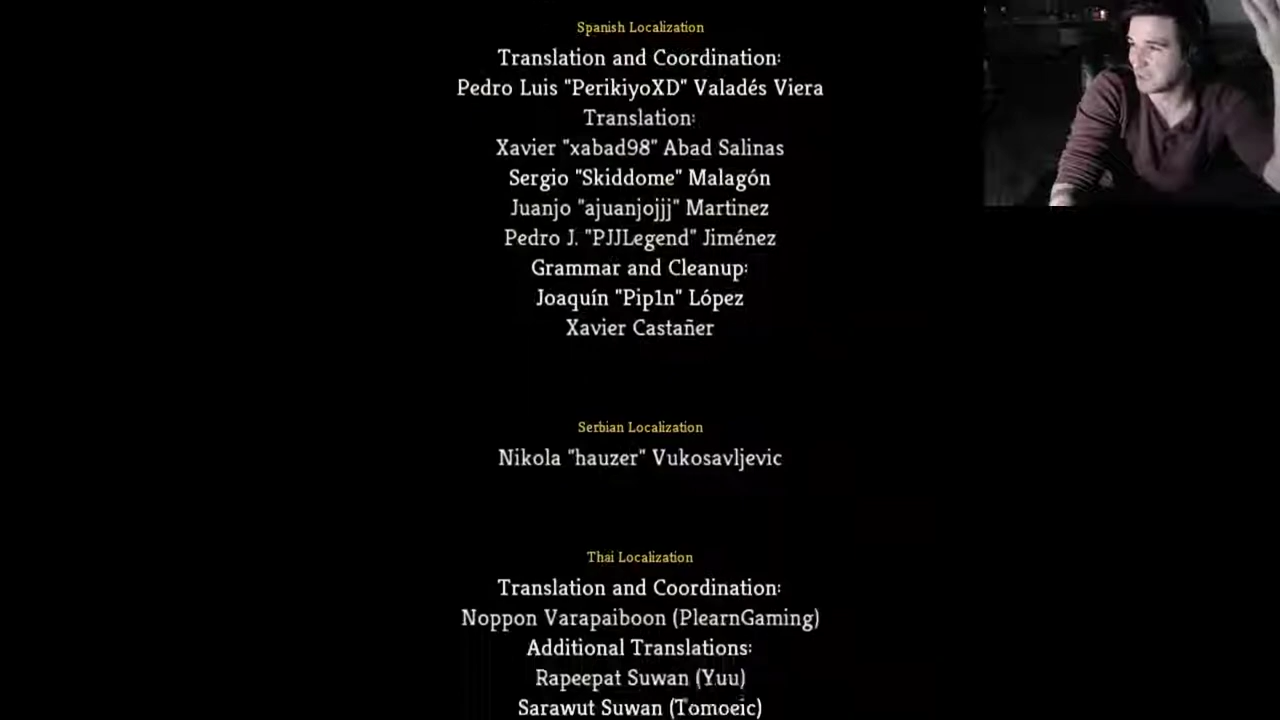 Spanish Localization
Translation and Coordination:
Pedro Luis "PerikiyoXD" Valadés Viera
Translation:
Xavier "xabad98" Abad Salinas
Sergio "Skiddome" Malagón
Juanjo "ajuanjojjj" Martinez
Pedro J. "PJJLegend" Jiménez
Grammar and Cleanup:
Joaquín "Pip1n" López
Xavier Castañer
Serbian Localization
Nikola "hauzer" Vukosavljevic
Thai Localization
Translation and Coordination:
Noppon Varapaiboon (PlearnGaming)
Additional Translations:
Rapeepat Suwan (Yuu)
Sarawut Suwan (Tomoeic)